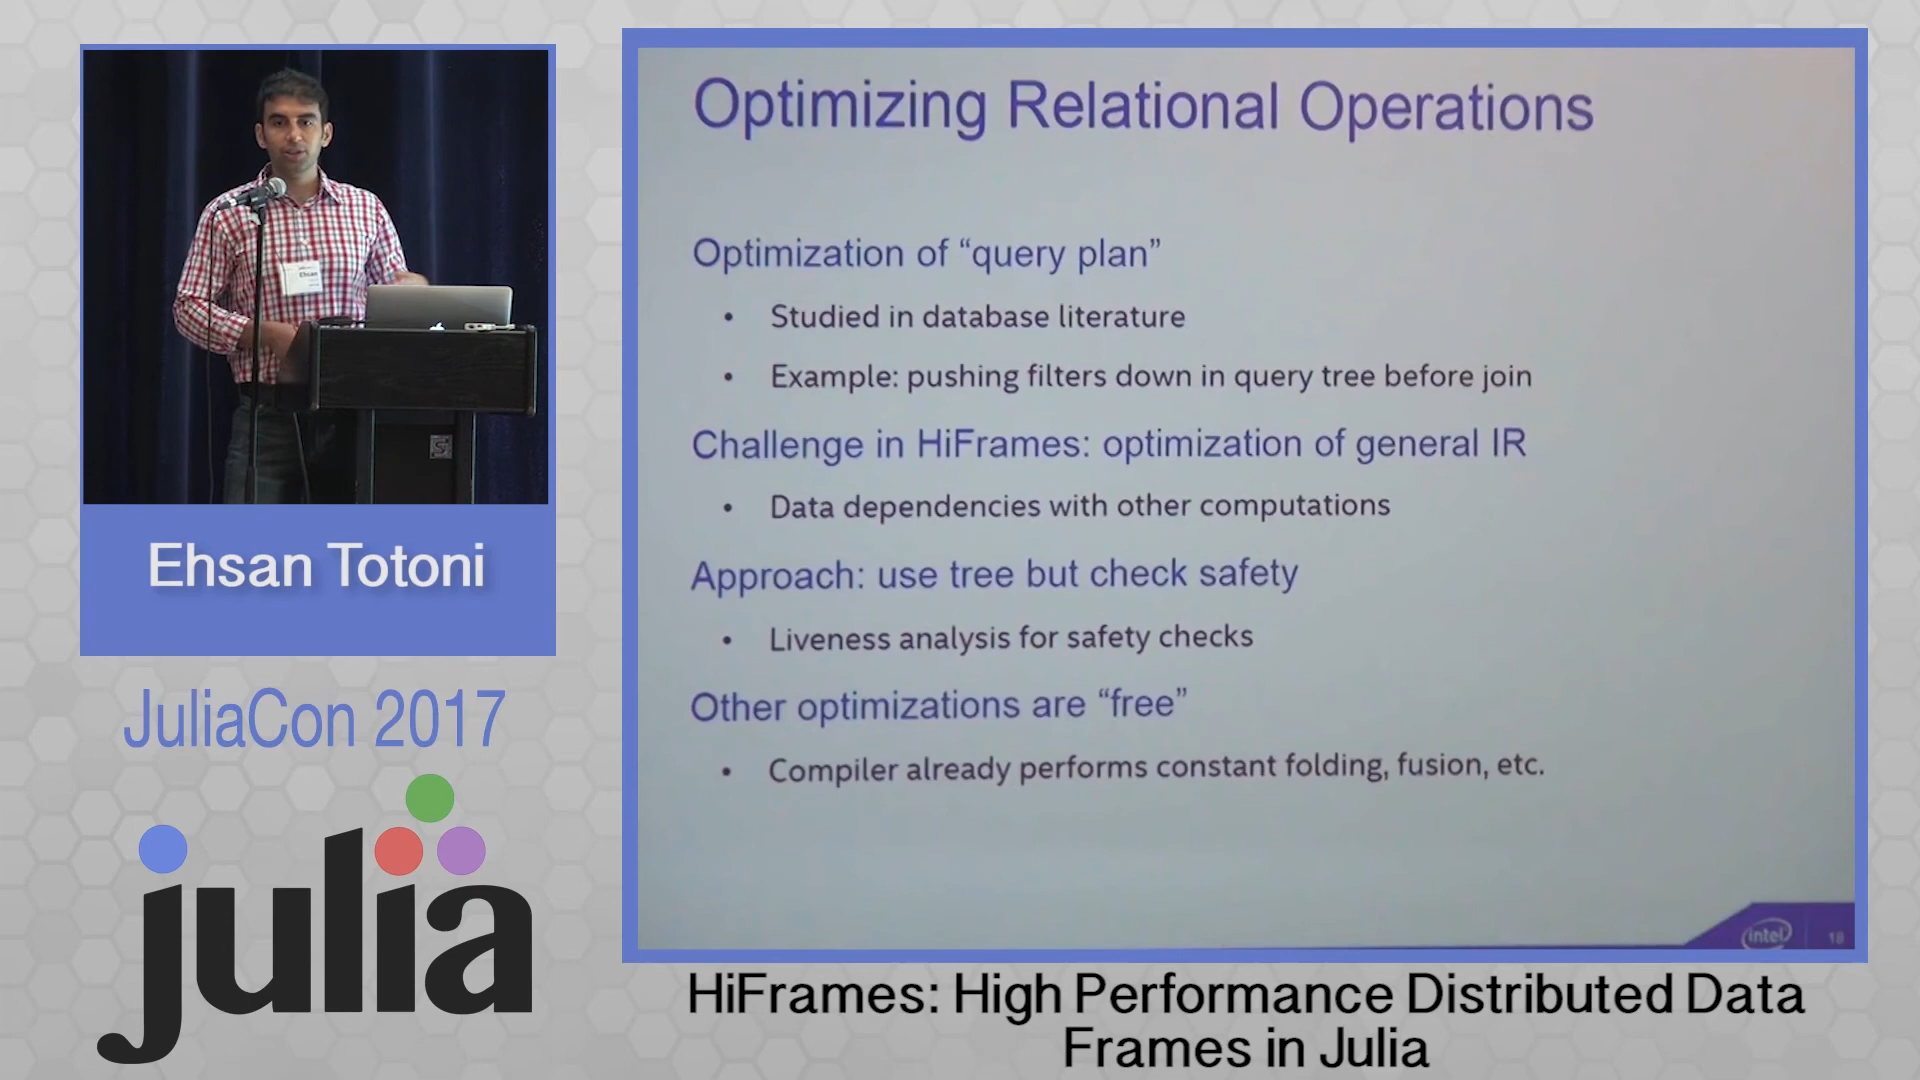 Optimizing Relational Operations
Optimization of “query plan”
• Studied in database literature
• Example: pushing filters down in query tree before join
Challenge in HiFrames: optimization of general IR
• Data dependencies with other computations
Approach: use tree but check safety
• Liveness analysis for safety checks
Other optimizations are “free”
• Compiler already performs constant folding, fusion, etc.
intel
18
Ehsan
Ehsan Totoni
JuliaCon 2017
julia
HiFrames: High Performance Distributed Data
Frames in Julia